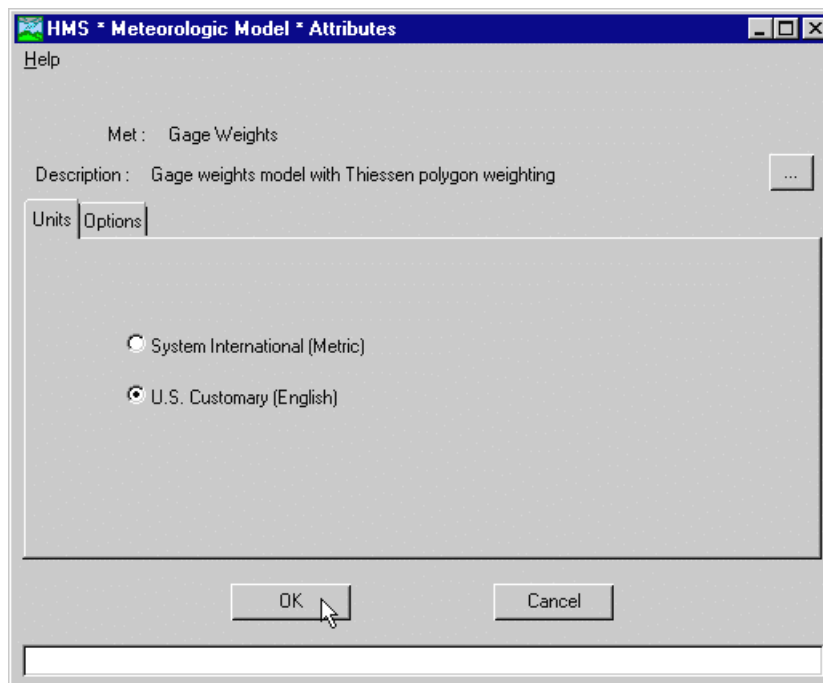 HMS * Meteorologic Model * Attributes
Help
Met : Gage Weights
Description : Gage weights model with Thiessen polygon weighting
...
Units Options
System International (Metric)
U.S. Customary (English)
OK Cancel